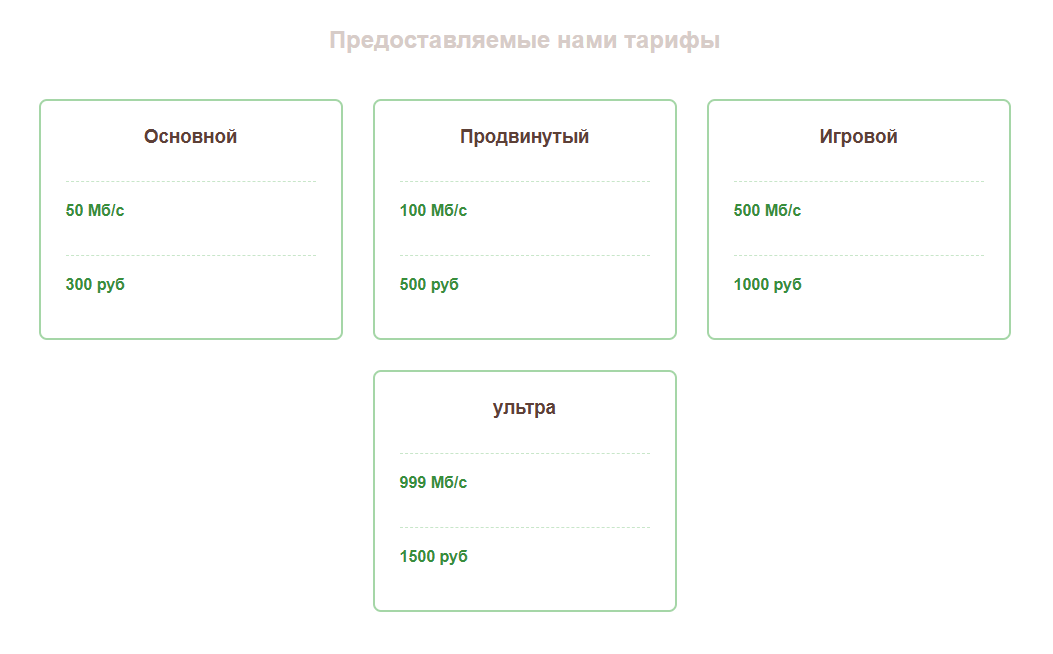 Предоставляемые нами тарифы
Основной
50 Мб/с
300 руб
Продвинутый
100 Мб/с
500 руб
Игровой
500 Мб/с
1000 руб
ультра
999 Мб/с
1500 руб